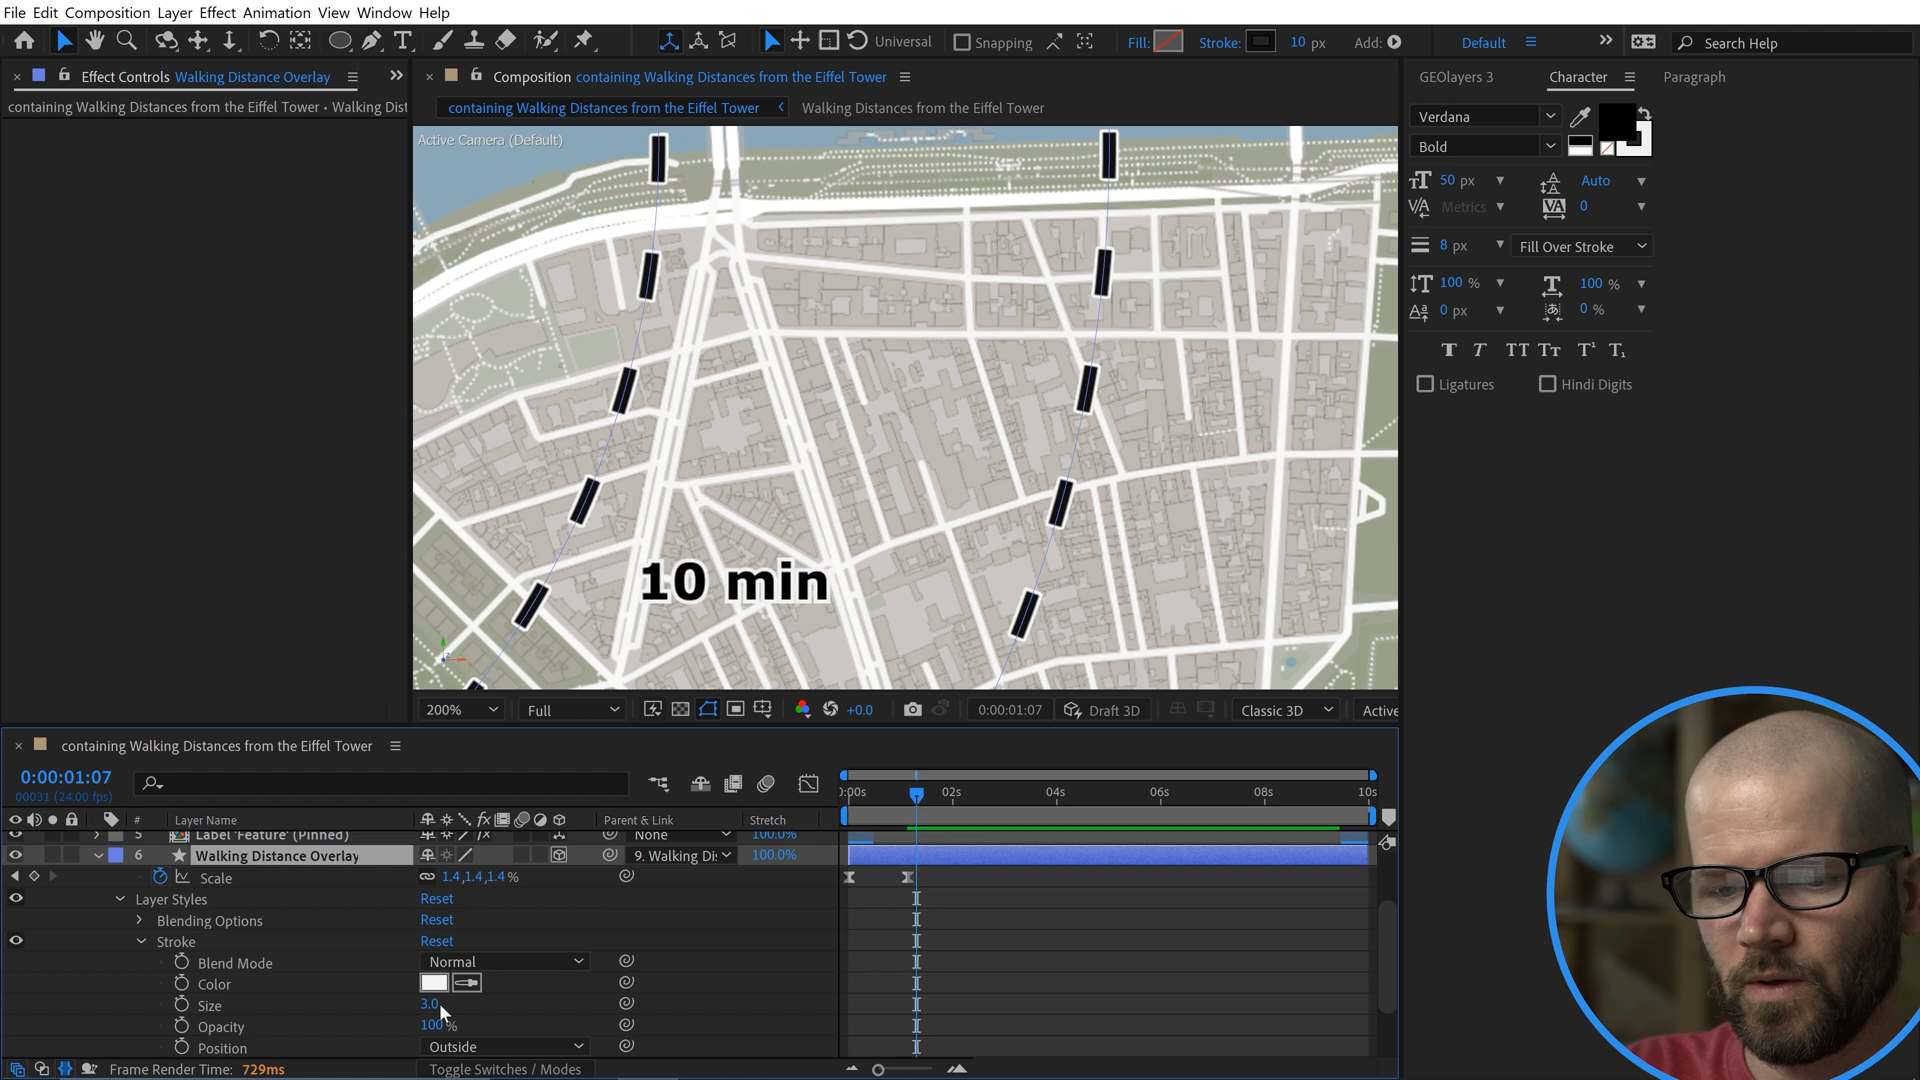 File Edit Composition Layer Effect Animation View Window Help
Universal Snapping Fill: Stroke: 10 px Add: Default Search Help
Effect Controls Walking Distance Overlay
containing Walking Distances from the Eiffel Tower • Walking Dist
Composition containing Walking Distances from the Eiffel Tower
containing Walking Distances from the Eiffel Tower Walking Distances from the Eiffel Tower
Active Camera (Default)
10 min
200% Full +0.0 0:00:01:07 Draft 3D Classic 3D Active
GEOlayers 3 Character Paragraph
Verdana
Bold
50 px Auto
Metrics 0
8 px Fill Over Stroke
100 % 100 %
0 px 0 %
Ligatures Hindi Digits
containing Walking Distances from the Eiffel Tower
0:00:01:07
00031 (24.00 fps)
:00s 02s 04s 06s 08s 10s
# Layer Name Parent & Link Stretch
5 Label 'Feature' (Pinned) None 100.0%
6 Walking Distance Overlay 9. Walking Dis 100.0%
Scale 1.4,1.4,1.4 %
Layer Styles Reset
Blending Options Reset
Stroke Reset
Blend Mode Normal
Color
Size 3.0
Opacity 100 %
Position Outside
Frame Render Time: 729ms Toggle Switches / Modes